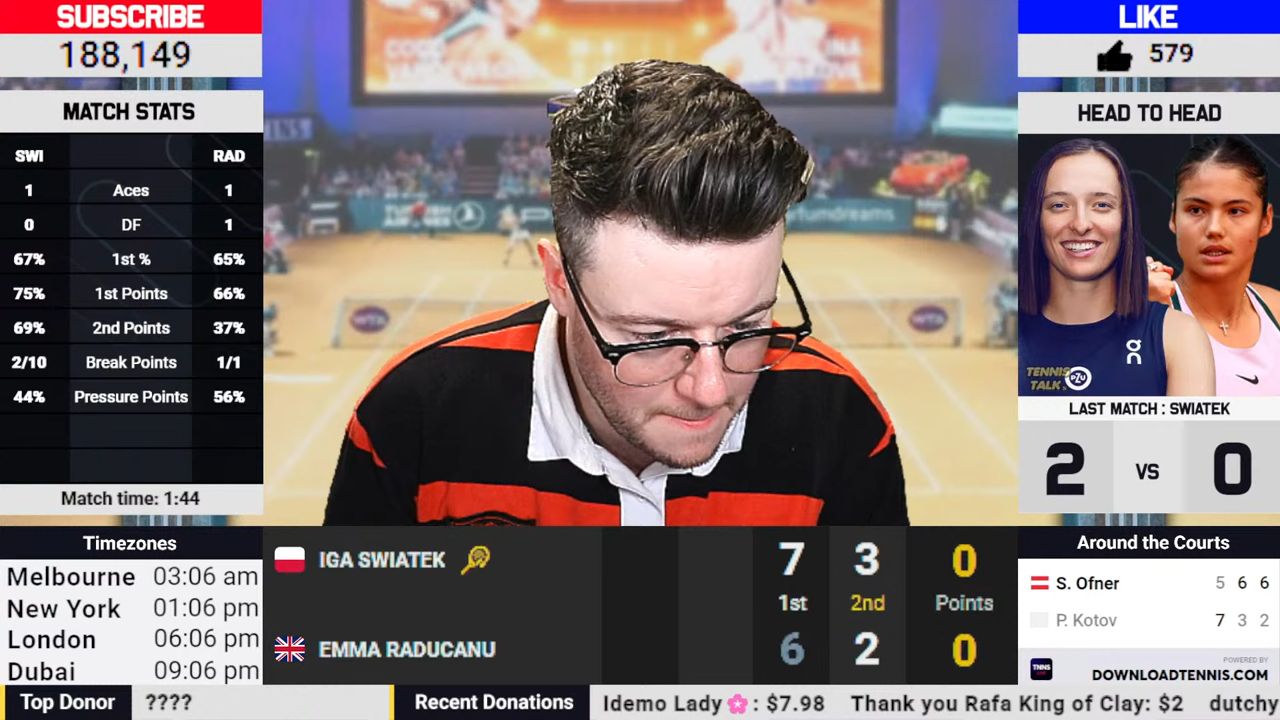 SUBSCRIBE
188,149
MATCH STATS
SWI RAD
1 Aces 1
0 DF 1
67% 1st % 65%
75% 1st Points 66%
69% 2nd Points 37%
2/10 Break Points 1/1
44% Pressure Points 56%
Match time: 1:44
Timezones
Melbourne 03:06 am
New York 01:06 pm
London 06:06 pm
Dubai 09:06 pm
IGA SWIATEK 7 3 0
1st 2nd Points
EMMA RADUCANU 6 2 0
LIKE
579
HEAD TO HEAD
TENNIS
TALK
PZU
LAST MATCH : SWIATEK
2 VS 0
Around the Courts
S. Ofner 5 6 6
P. Kotov 7 3 2
TNNS
POWERED BY
DOWNLOADTENNIS.COM
Top Donor ???? Recent Donations Idemo Lady🌸: $7.98 Thank you Rafa King of Clay: $2 dutchy